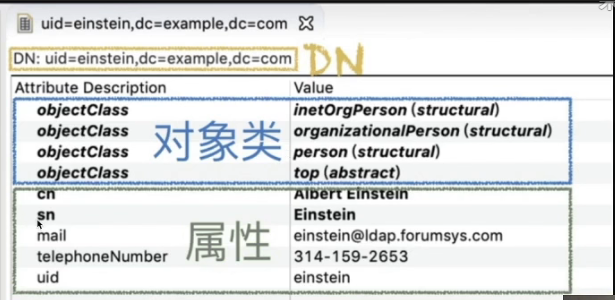 uid=einstein,dc=example,dc=com
DN: uid=einstein,dc=example,dc=com DN
Attribute Description Value
objectClass inetOrgPerson (structural)
objectClass organizationalPerson (structural)
objectClass person (structural)
objectClass top (abstract)
对象类
cn Albert Einstein
sn Einstein
mail einstein@ldap.forumsys.com
telephoneNumber 314-159-2653
uid einstein
属性